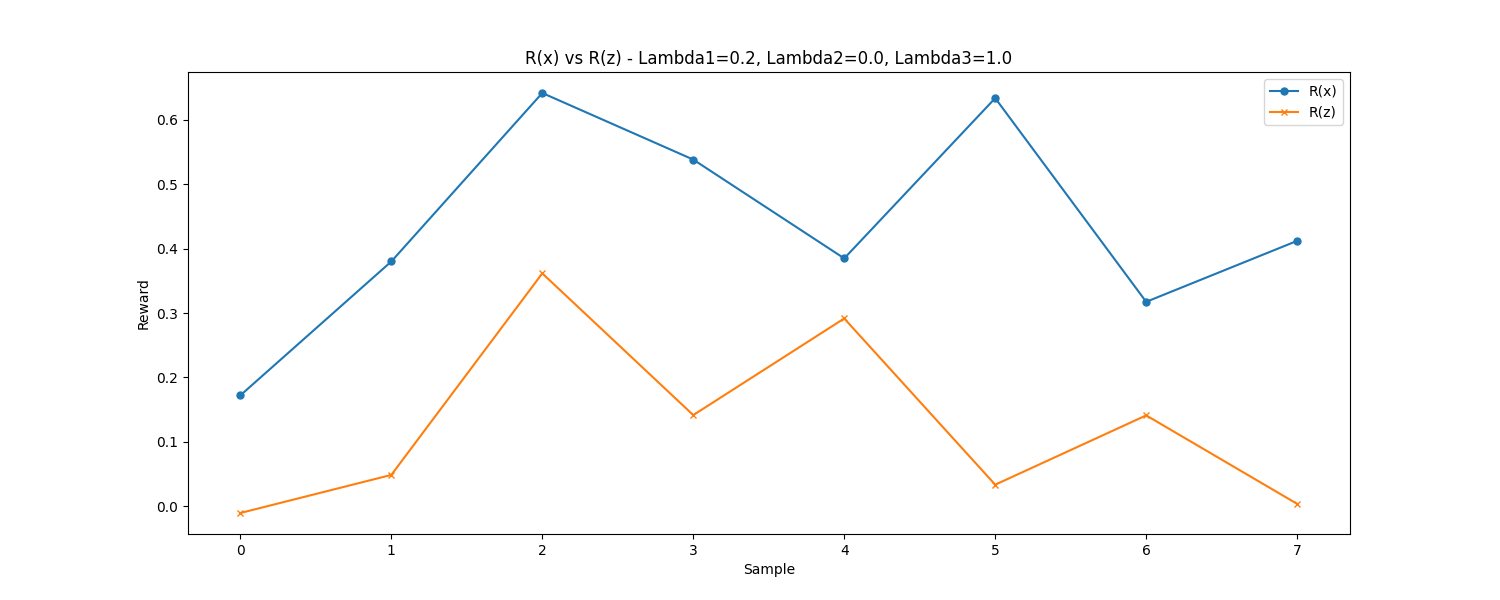 R(x) vs R(z) - Lambda1=0.2, Lambda2=0.0, Lambda3=1.0
R(x)
R(z)
0.6
0.5
0.4
0.3
0.2
0.1
0.0
Reward
0 1 2 3 4 5 6 7
Sample